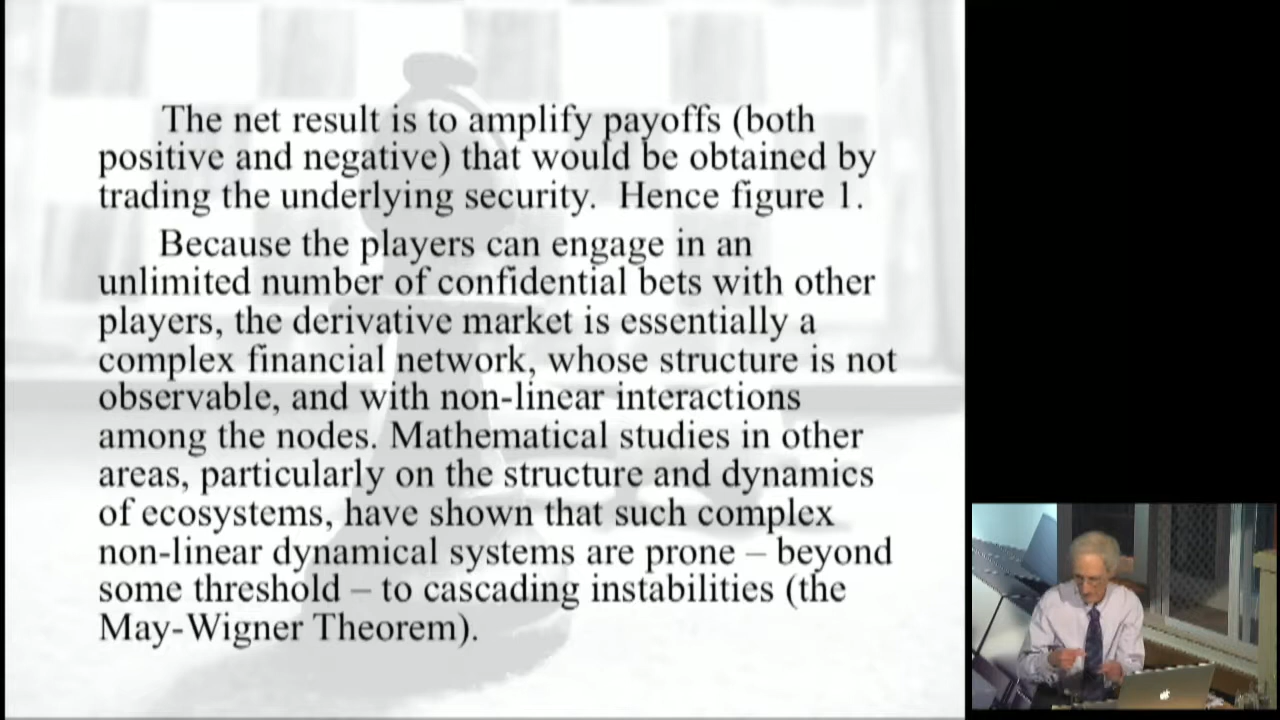 The net result is to amplify payoffs (both
positive and negative) that would be obtained by
trading the underlying security.  Hence figure 1.
Because the players can engage in an
unlimited number of confidential bets with other
players, the derivative market is essentially a
complex financial network, whose structure is not
observable, and with non-linear interactions
among the nodes. Mathematical studies in other
areas, particularly on the structure and dynamics
of ecosystems, have shown that such complex
non-linear dynamical systems are prone – beyond
some threshold – to cascading instabilities (the
May-Wigner Theorem).